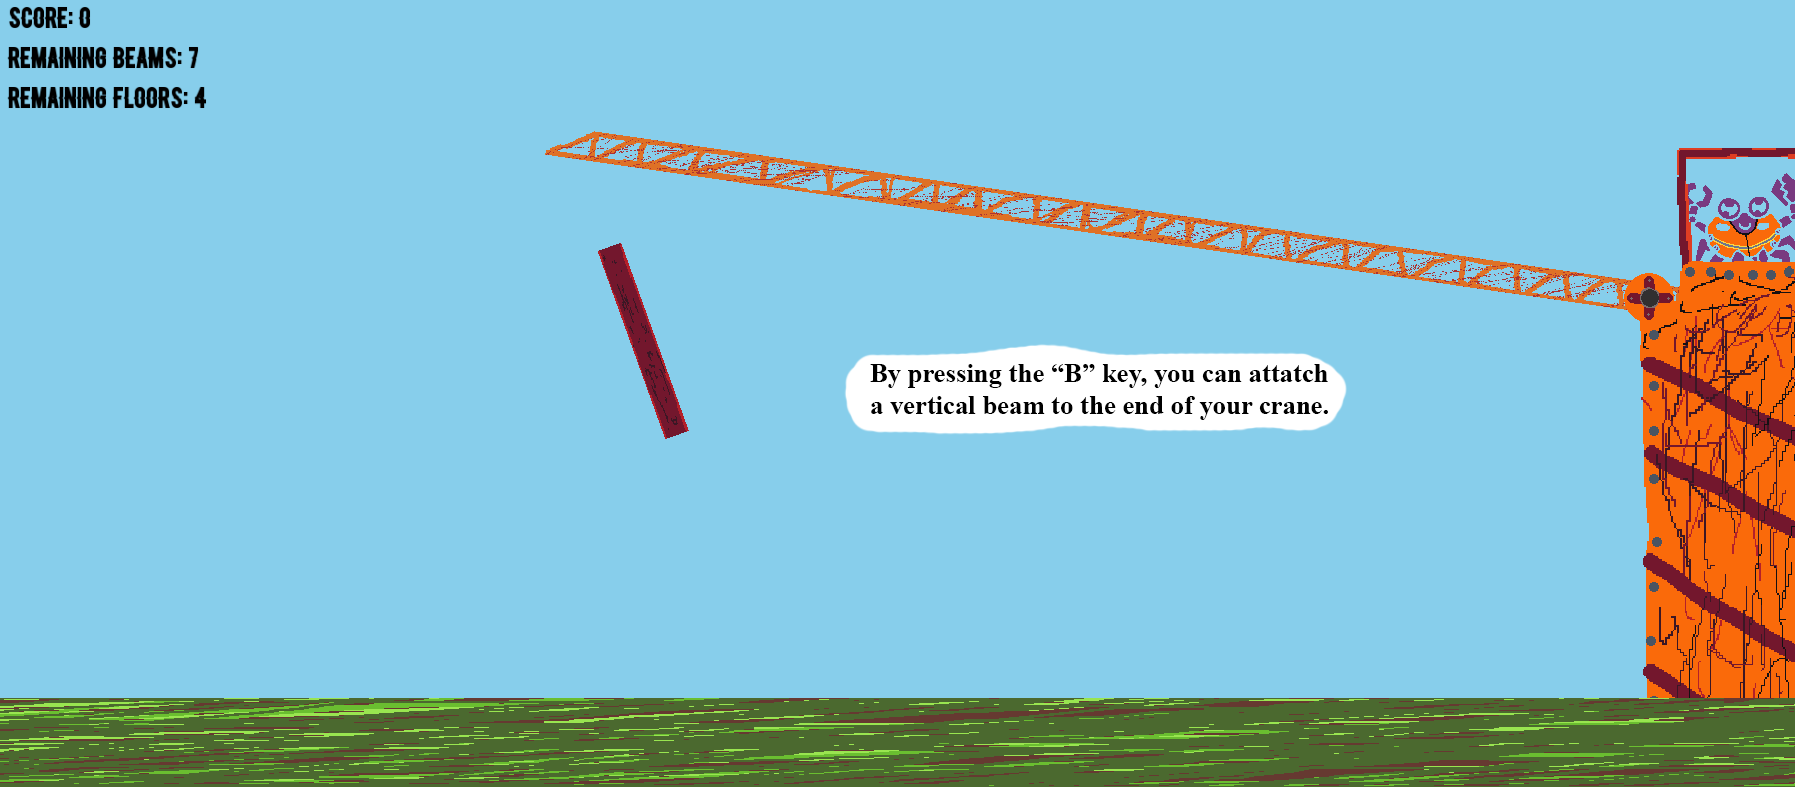 SCORE: 0
REMAINING BEAMS: 7
REMAINING FLOORS: 4
By pressing the “B” key, you can attatch
a vertical beam to the end of your crane.